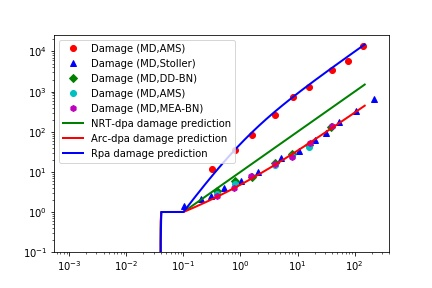 10⁴
10³
10²
10¹
10⁰
10⁻¹
Damage (MD,AMS)
Damage (MD,Stoller)
Damage (MD,DD-BN)
Damage (MD,AMS)
Damage (MD,MEA-BN)
NRT-dpa damage prediction
Arc-dpa damage prediction
Rpa damage prediction
10⁻³ 10⁻² 10⁻¹ 10⁰ 10¹ 10²